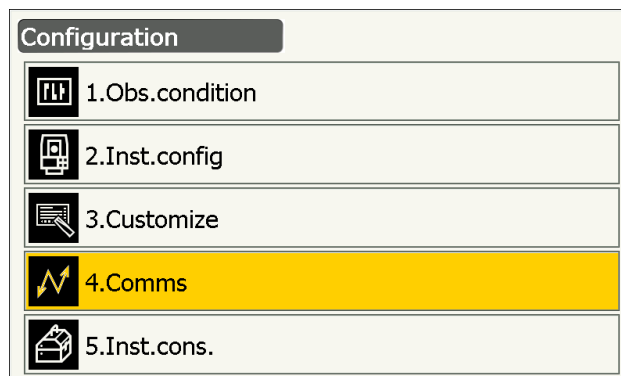 Configuration
1.Obs.condition
2.Inst.config
3.Customize
4.Comms
5.Inst.cons.